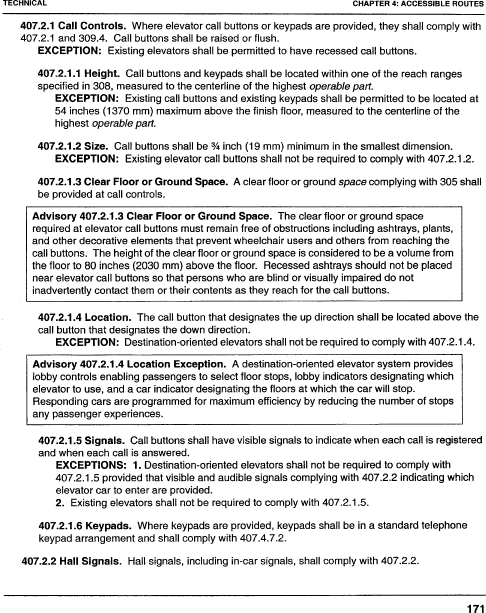 TECHNICAL
CHAPTER 4: ACCESSIBLE ROUTES
407.2.1 Call Controls. Where elevator call buttons or keypads are provided, they shall comply with
407.2.1 and 309.4. Call buttons shall be raised or flush.
EXCEPTION: Existing elevators shall be permitted to have recessed call buttons.
407.2.1.1 Height. Call buttons and keypads shall be located within one of the reach ranges
specified in 308, measured to the centerline of the highest operable part.
EXCEPTION: Existing call buttons and existing keypads shall be permitted to be located at
54 inches (1370 mm) maximum above the finish floor, measured to the centerline of the
highest operable part.
407.2.1.2 Size. Call buttons shall be ¾ inch (19 mm) minimum in the smallest dimension.
EXCEPTION: Existing elevator call buttons shall not be required to comply with 407.2.1.2.
407.2.1.3 Clear Floor or Ground Space. A clear floor or ground space complying with 305 shall
be provided at call controls.
Advisory 407.2.1.3 Clear Floor or Ground Space. The clear floor or ground space
required at elevator call buttons must remain free of obstructions including ashtrays, plants,
and other decorative elements that prevent wheelchair users and others from reaching the
call buttons. The height of the clear floor or ground space is considered to be a volume from
the floor to 80 inches (2030 mm) above the floor. Recessed ashtrays should not be placed
near elevator call buttons so that persons who are blind or visually impaired do not
inadvertently contact them or their contents as they reach for the call buttons.
407.2.1.4 Location. The call button that designates the up direction shall be located above the
call button that designates the down direction.
EXCEPTION: Destination-oriented elevators shall not be required to comply with 407.2.1.4.
Advisory 407.2.1.4 Location Exception. A destination-oriented elevator system provides
lobby controls enabling passengers to select floor stops, lobby indicators designating which
elevator to use, and a car indicator designating the floors at which the car will stop.
Responding cars are programmed for maximum efficiency by reducing the number of stops
any passenger experiences.
407.2.1.5 Signals. Call buttons shall have visible signals to indicate when each call is registered
and when each call is answered.
EXCEPTIONS: 1. Destination-oriented elevators shall not be required to comply with
407.2.1.5 provided that visible and audible signals complying with 407.2.2 indicating which
elevator car to enter are provided.
2. Existing elevators shall not be required to comply with 407.2.1.5.
407.2.1.6 Keypads. Where keypads are provided, keypads shall be in a standard telephone
keypad arrangement and shall comply with 407.4.7.2.
407.2.2 Hall Signals. Hall signals, including in-car signals, shall comply with 407.2.2.
171